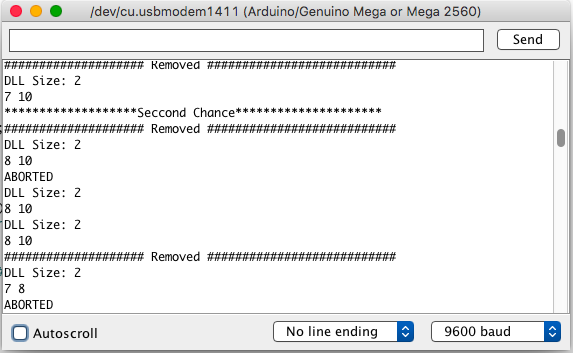 /dev/cu.usbmodem1411 (Arduino/Genuino Mega or Mega 2560)
Send
#################### Removed ###########################
DLL Size: 2
7 10
*******************Seccond Chance*********************
#################### Removed ###########################
DLL Size: 2
8 10
ABORTED
DLL Size: 2
8 10
DLL Size: 2
8 10
#################### Removed ###########################
DLL Size: 2
7 8
ABORTED
Autoscroll
No line ending
9600 baud